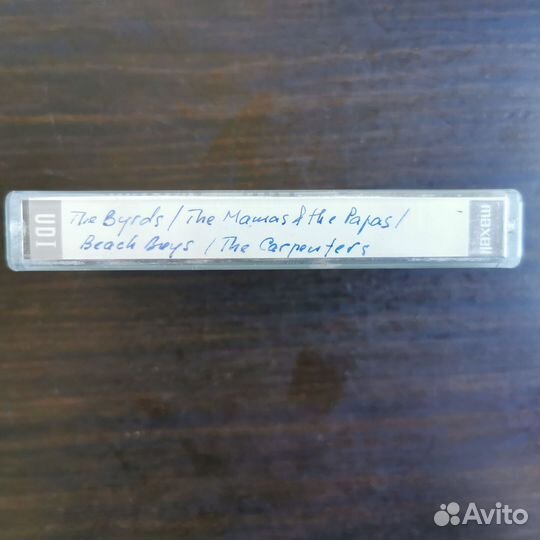 UDI
The Byrds / The Mamas & the Papas /
Beach Boys / The Carpenters
maxell
Avito